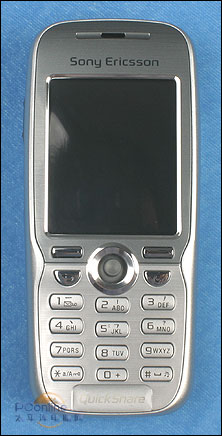 Sony Ericsson
1 2 ABC 3 DEF
4 GHI 5 JKL 6 MNO
7 PQRS 8 TUV 9 WXYZ
* a/A 0 + #
QuickShare
PConline